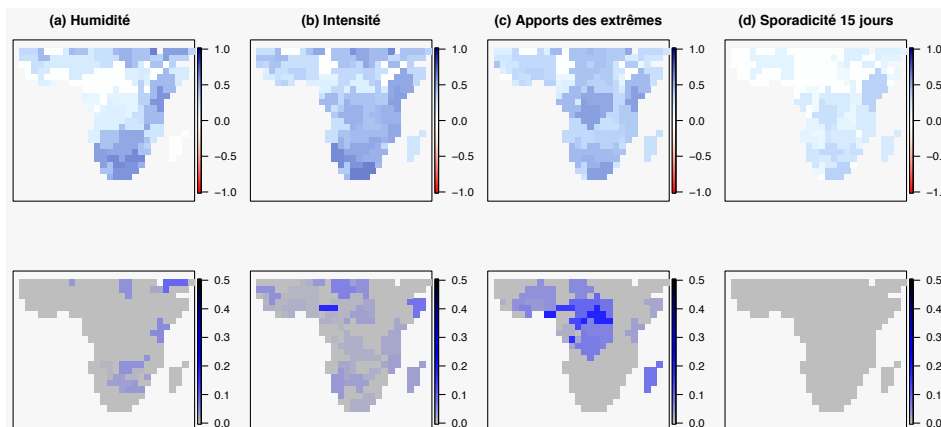 (a) Humidité (b) Intensité (c) Apports des extrêmes (d) Sporadicité 15 jours
1.0 1.0 1.0 1.0
0.5 0.5 0.5 0.5
0.0 0.0 0.0 0.0
−0.5 −0.5 −0.5 −0.5
−1.0 −1.0 −1.0 −1.
0.5 0.5 0.5 0.5
0.4 0.4 0.4 0.4
0.3 0.3 0.3 0.3
0.2 0.2 0.2 0.2
0.1 0.1 0.1 0.1
0.0 0.0 0.0 0.0